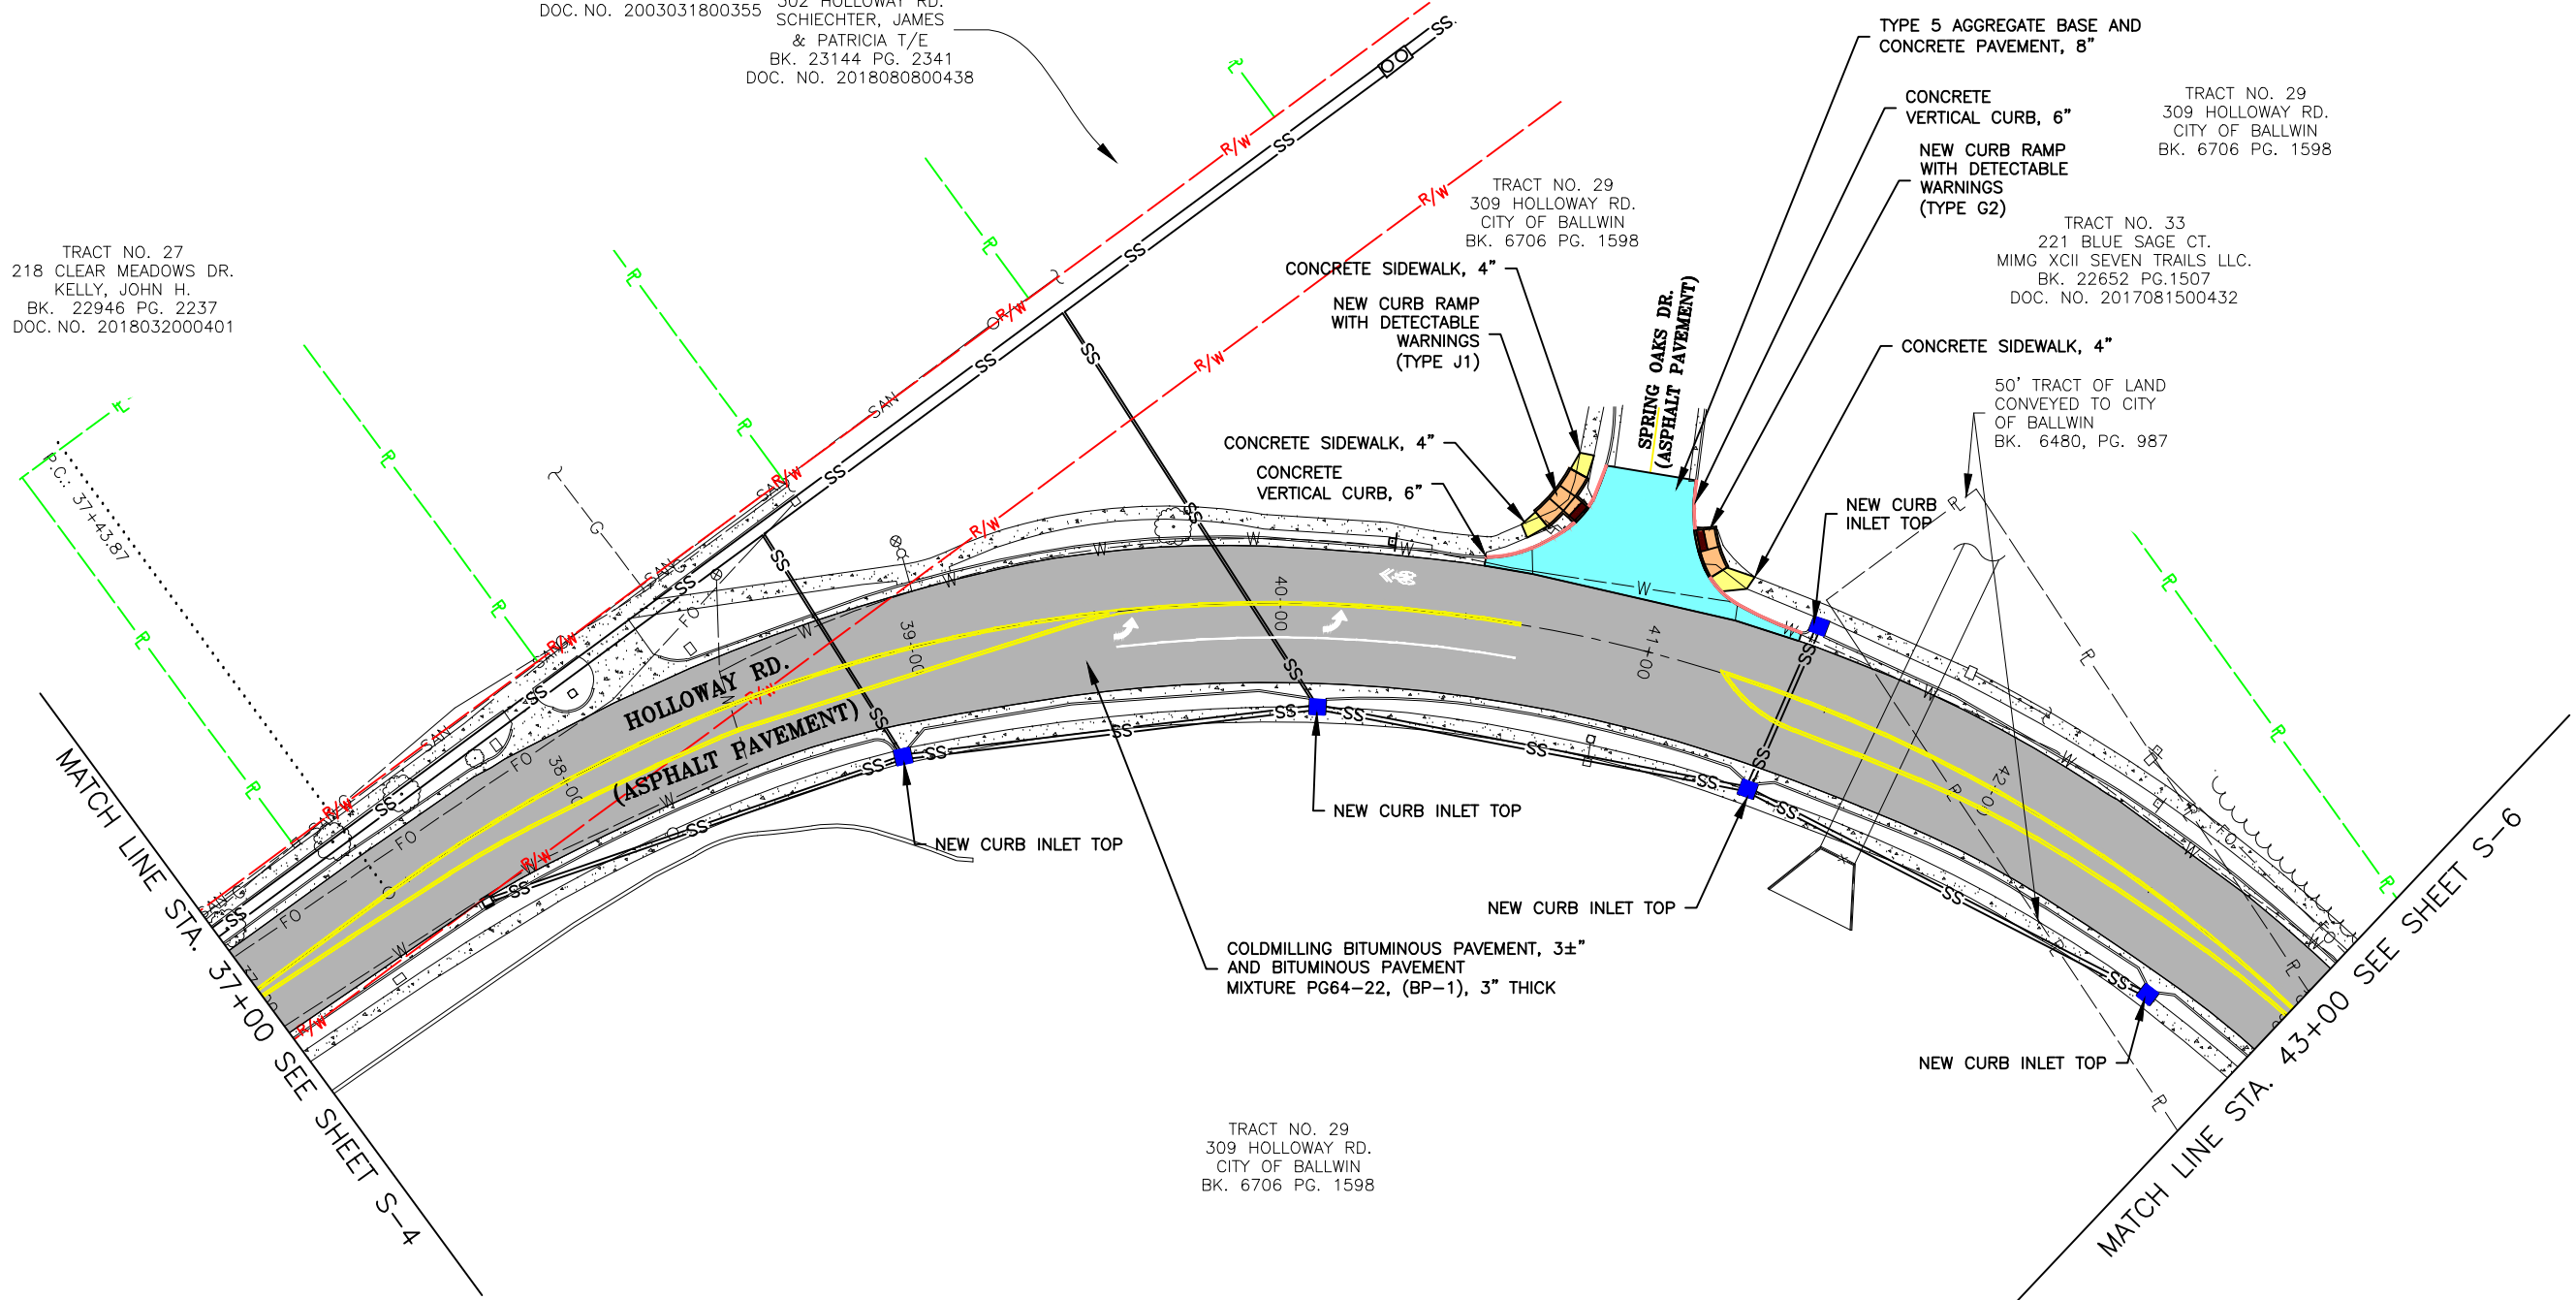 DOC. NO. 2003031800355
302 HOLLOWAY RD.
SCHIECHTER, JAMES
& PATRICIA T/E
BK. 23144 PG. 2341
DOC. NO. 2018080800438
TYPE 5 AGGREGATE BASE AND
CONCRETE PAVEMENT, 8”
CONCRETE
VERTICAL CURB, 6”
NEW CURB RAMP
WITH DETECTABLE
WARNINGS
(TYPE G2)
TRACT NO. 29
309 HOLLOWAY RD.
CITY OF BALLWIN
BK. 6706 PG. 1598
TRACT NO. 29
309 HOLLOWAY RD.
CITY OF BALLWIN
BK. 6706 PG. 1598
TRACT NO. 33
221 BLUE SAGE CT.
MIMG XCII SEVEN TRAILS LLC.
BK. 22652 PG.1507
DOC. NO. 2017081500432
TRACT NO. 27
218 CLEAR MEADOWS DR.
KELLY, JOHN H.
BK. 22946 PG. 2237
DOC. NO. 2018032000401
CONCRETE SIDEWALK, 4”
NEW CURB RAMP
WITH DETECTABLE
WARNINGS
(TYPE J1)
SPRING OAKS DR.
(ASPHALT PAVEMENT)
CONCRETE SIDEWALK, 4”
50' TRACT OF LAND
CONVEYED TO CITY
OF BALLWIN
BK. 6480, PG. 987
CONCRETE SIDEWALK, 4”
CONCRETE
VERTICAL CURB, 6”
NEW CURB
INLET TOP
P.C.: 37+43.87
HOLLOWAY RD.
(ASPHALT PAVEMENT)
38+00
39+00
40+00
41+00
42+00
NEW CURB INLET TOP
NEW CURB INLET TOP
NEW CURB INLET TOP
NEW CURB INLET TOP
COLDMILLING BITUMINOUS PAVEMENT, 3±”
AND BITUMINOUS PAVEMENT
MIXTURE PG64-22, (BP-1), 3” THICK
TRACT NO. 29
309 HOLLOWAY RD.
CITY OF BALLWIN
BK. 6706 PG. 1598
MATCH LINE STA. 37+00 SEE SHEET S-4
MATCH LINE STA. 43+00 SEE SHEET S-6